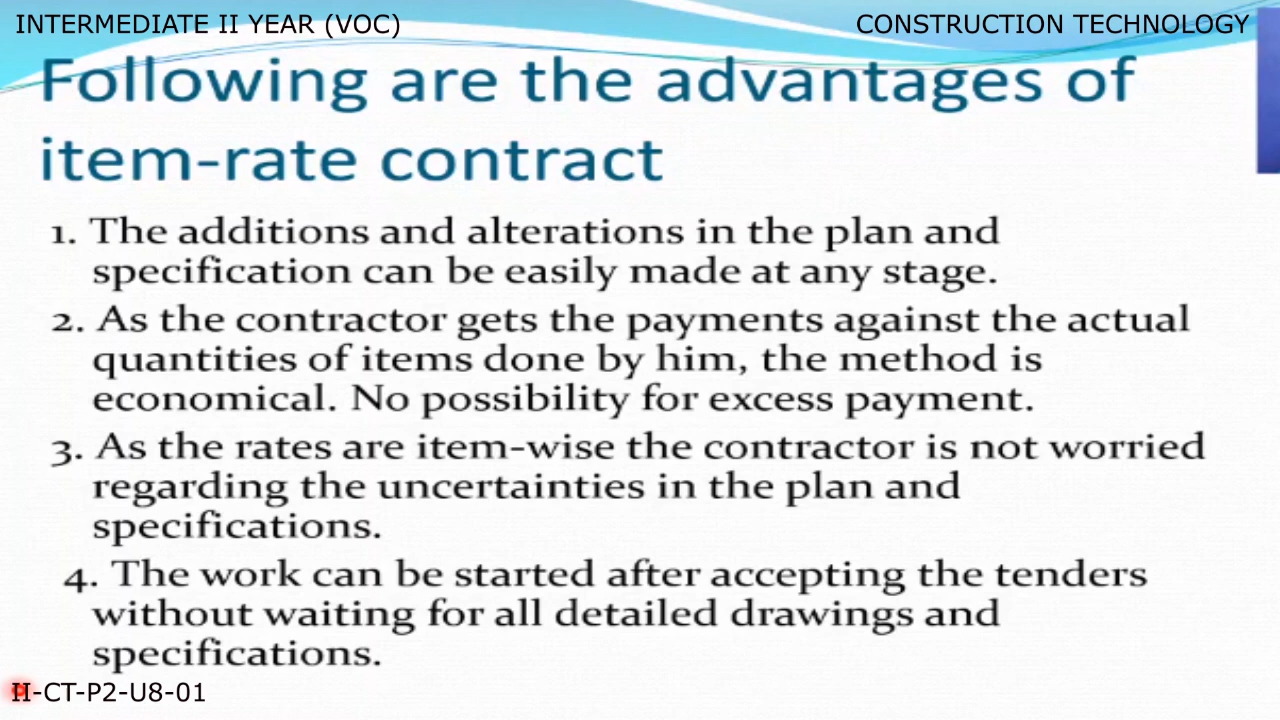 INTERMEDIATE II YEAR (VOC)
CONSTRUCTION TECHNOLOGY
Following are the advantages of
item-rate contract
1. The additions and alterations in the plan and
specification can be easily made at any stage.
2. As the contractor gets the payments against the actual
quantities of items done by him, the method is
economical. No possibility for excess payment.
3. As the rates are item-wise the contractor is not worried
regarding the uncertainties in the plan and
specifications.
4. The work can be started after accepting the tenders
without waiting for all detailed drawings and
specifications.
II-CT-P2-U8-01